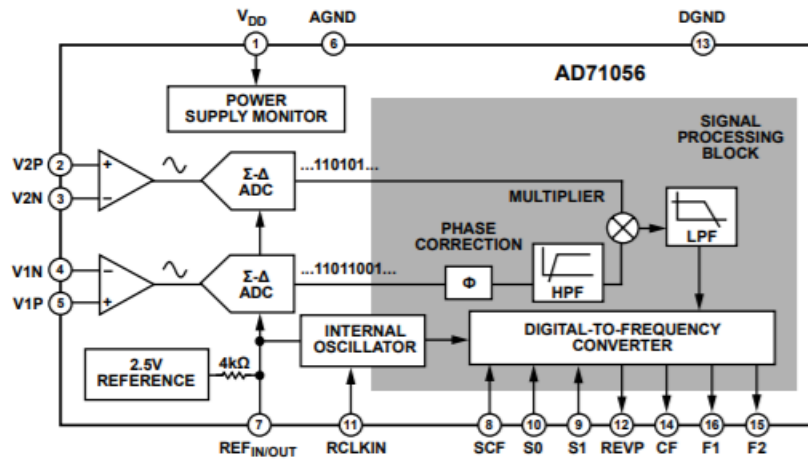 VDD
AGND
DGND
1
6
13
AD71056
POWER
SUPPLY MONITOR
SIGNAL
PROCESSING
BLOCK
V2P 2
+
V2N 3
−
Σ-Δ
ADC
...110101...
MULTIPLIER
LPF
PHASE
CORRECTION
V1N 4
−
V1P 5
+
Σ-Δ
ADC
...11011001...
Φ
HPF
INTERNAL
OSCILLATOR
DIGITAL-TO-FREQUENCY
CONVERTER
2.5V
REFERENCE
4kΩ
7 11 8 10 9 12 14 16 15
REFIN/OUT RCLKIN SCF S0 S1 REVP CF F1 F2